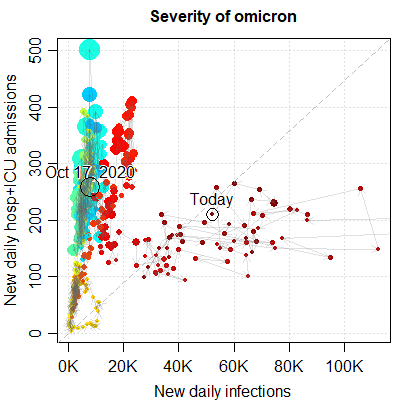 Severity of omicron
New daily hosp+ICU admissions
500
400
300
200
100
0
Oct 17, 2020
Today
0K 20K 40K 60K 80K 100K
New daily infections